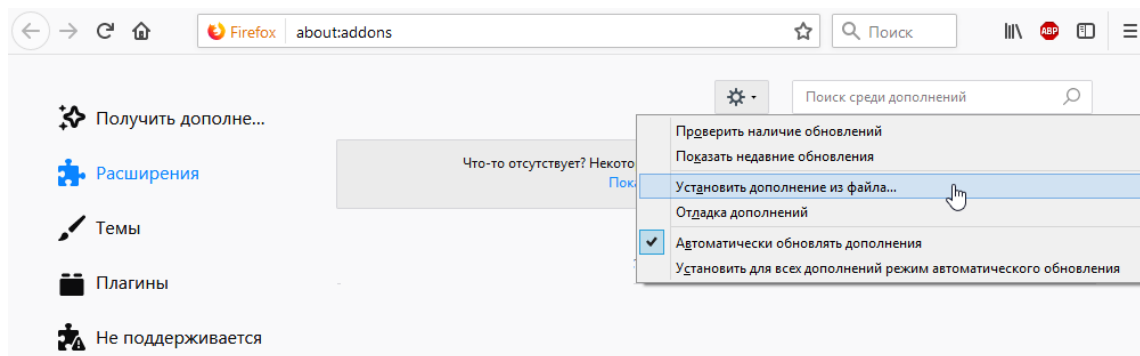 Firefox about:addons Поиск ABP
Поиск среди дополнений
Получить дополне...
Расширения
Темы
Плагины
Не поддерживается
Что-то отсутствует?
Проверить наличие обновлений
Показать недавние обновления
Установить дополнение из файла...
Отладка дополнений
Автоматически обновлять дополнения
Установить для всех дополнений режим автоматического обновления